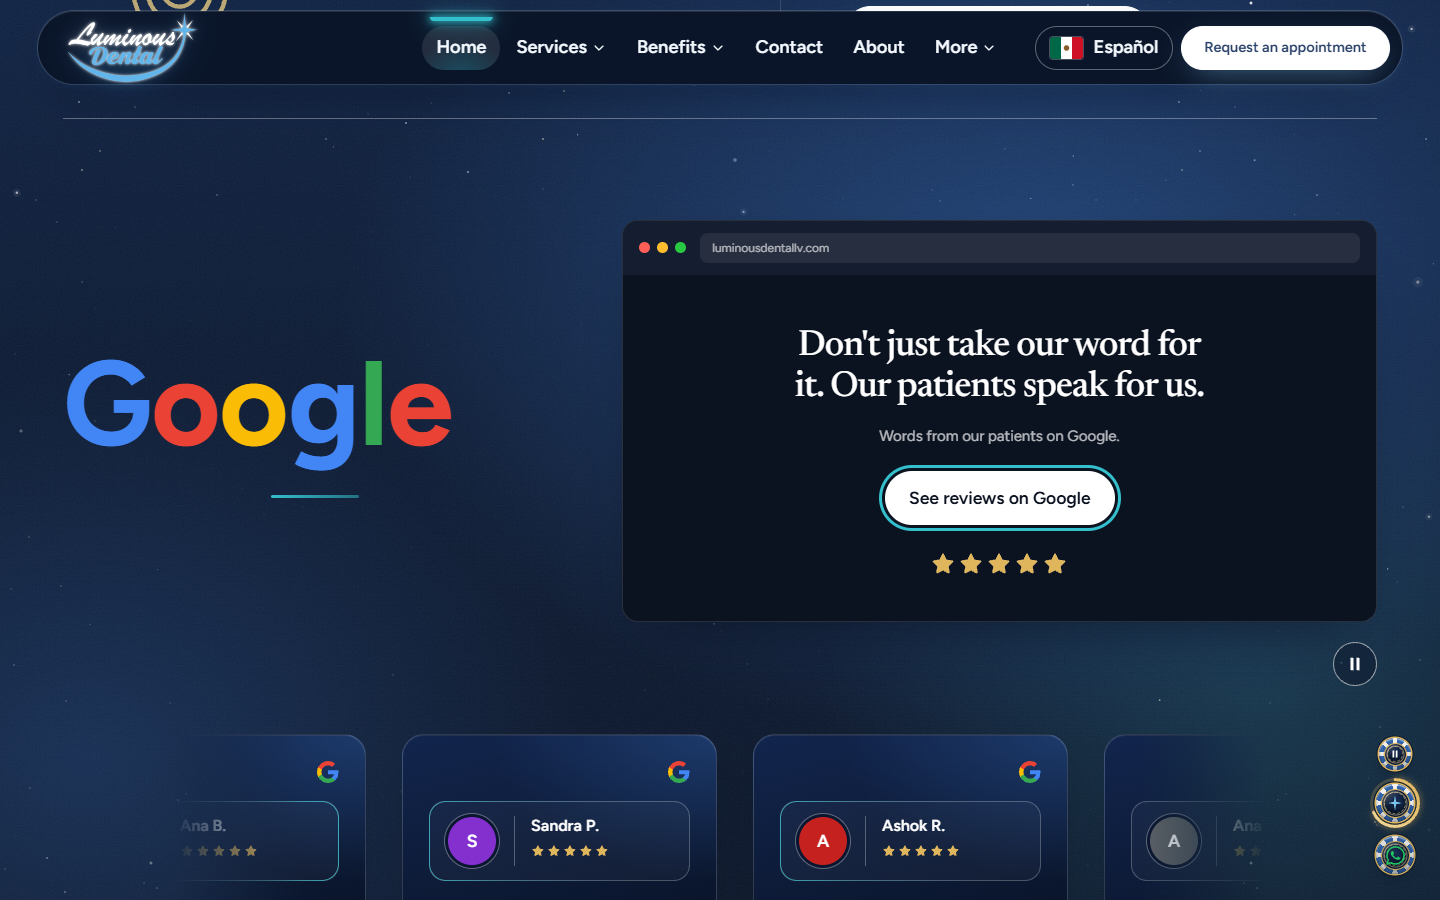 Luminous
Dental
Home
Services
Benefits
Contact
About
More
Español
Request an appointment
luminousdentallv.com
Google
Don't just take our word for
it. Our patients speak for us.
Words from our patients on Google.
See reviews on Google
G
Ana B.
G
S
Sandra P.
G
A
Ashok R.
A
Ana